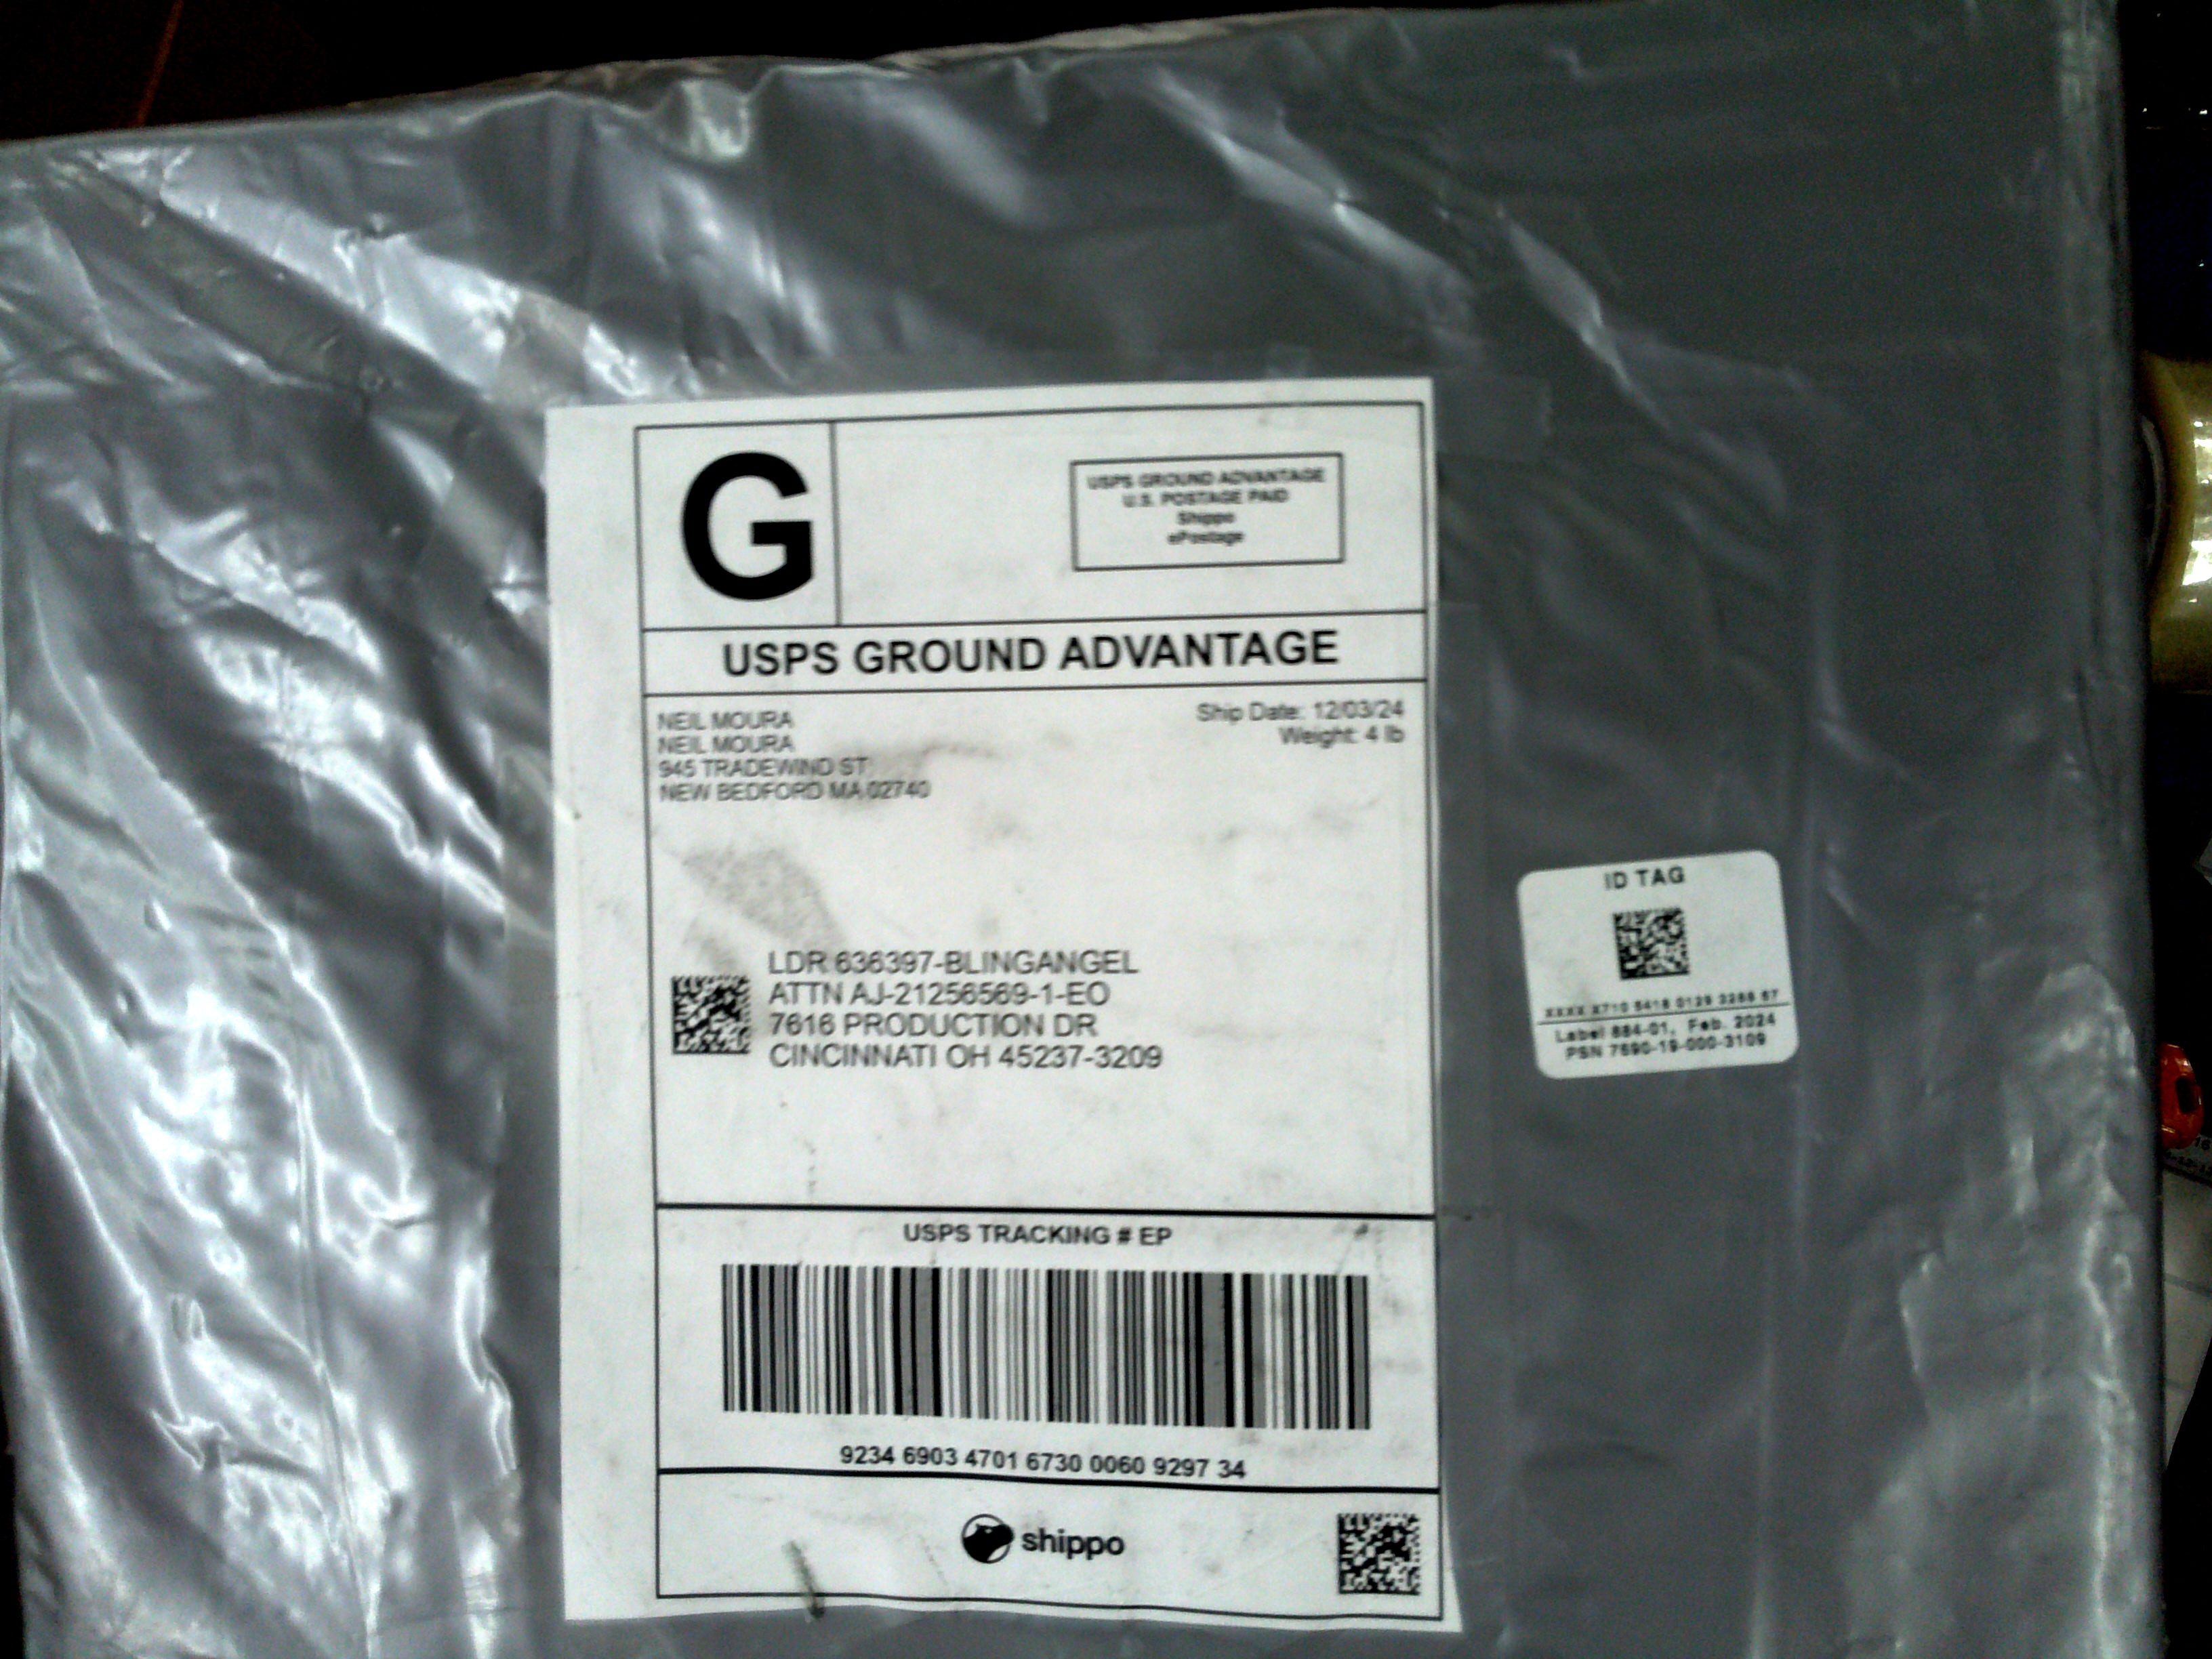 G
USPS GROUND ADVANTAGE
U.S. POSTAGE PAID
Shippo
ePostage
USPS GROUND ADVANTAGE
NEIL MOURA
NEIL MOURA
945 TRADEWIND ST
NEW BEDFORD MA 02740
Ship Date: 12/03/24
Weight: 4 lb
LDR 636397-BLINGANGEL
ATTN AJ-21256569-1-EO
7616 PRODUCTION DR
CINCINNATI OH 45237-3209
USPS TRACKING # EP
9234 6903 4701 6730 0060 9297 34
shippo
ID TAG
Label 884-01, Feb. 2024
PSN 7690-19-000-3109